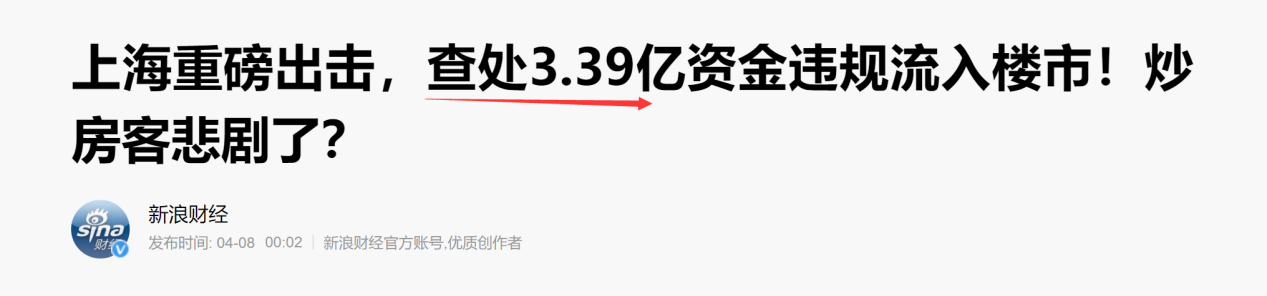 上海重磅出击，查处3.39亿资金违规流入楼市！炒
房客悲剧了？
sina
财经
新浪财经
发布时间: 04-08 00:02 新浪财经官方账号,优质创作者